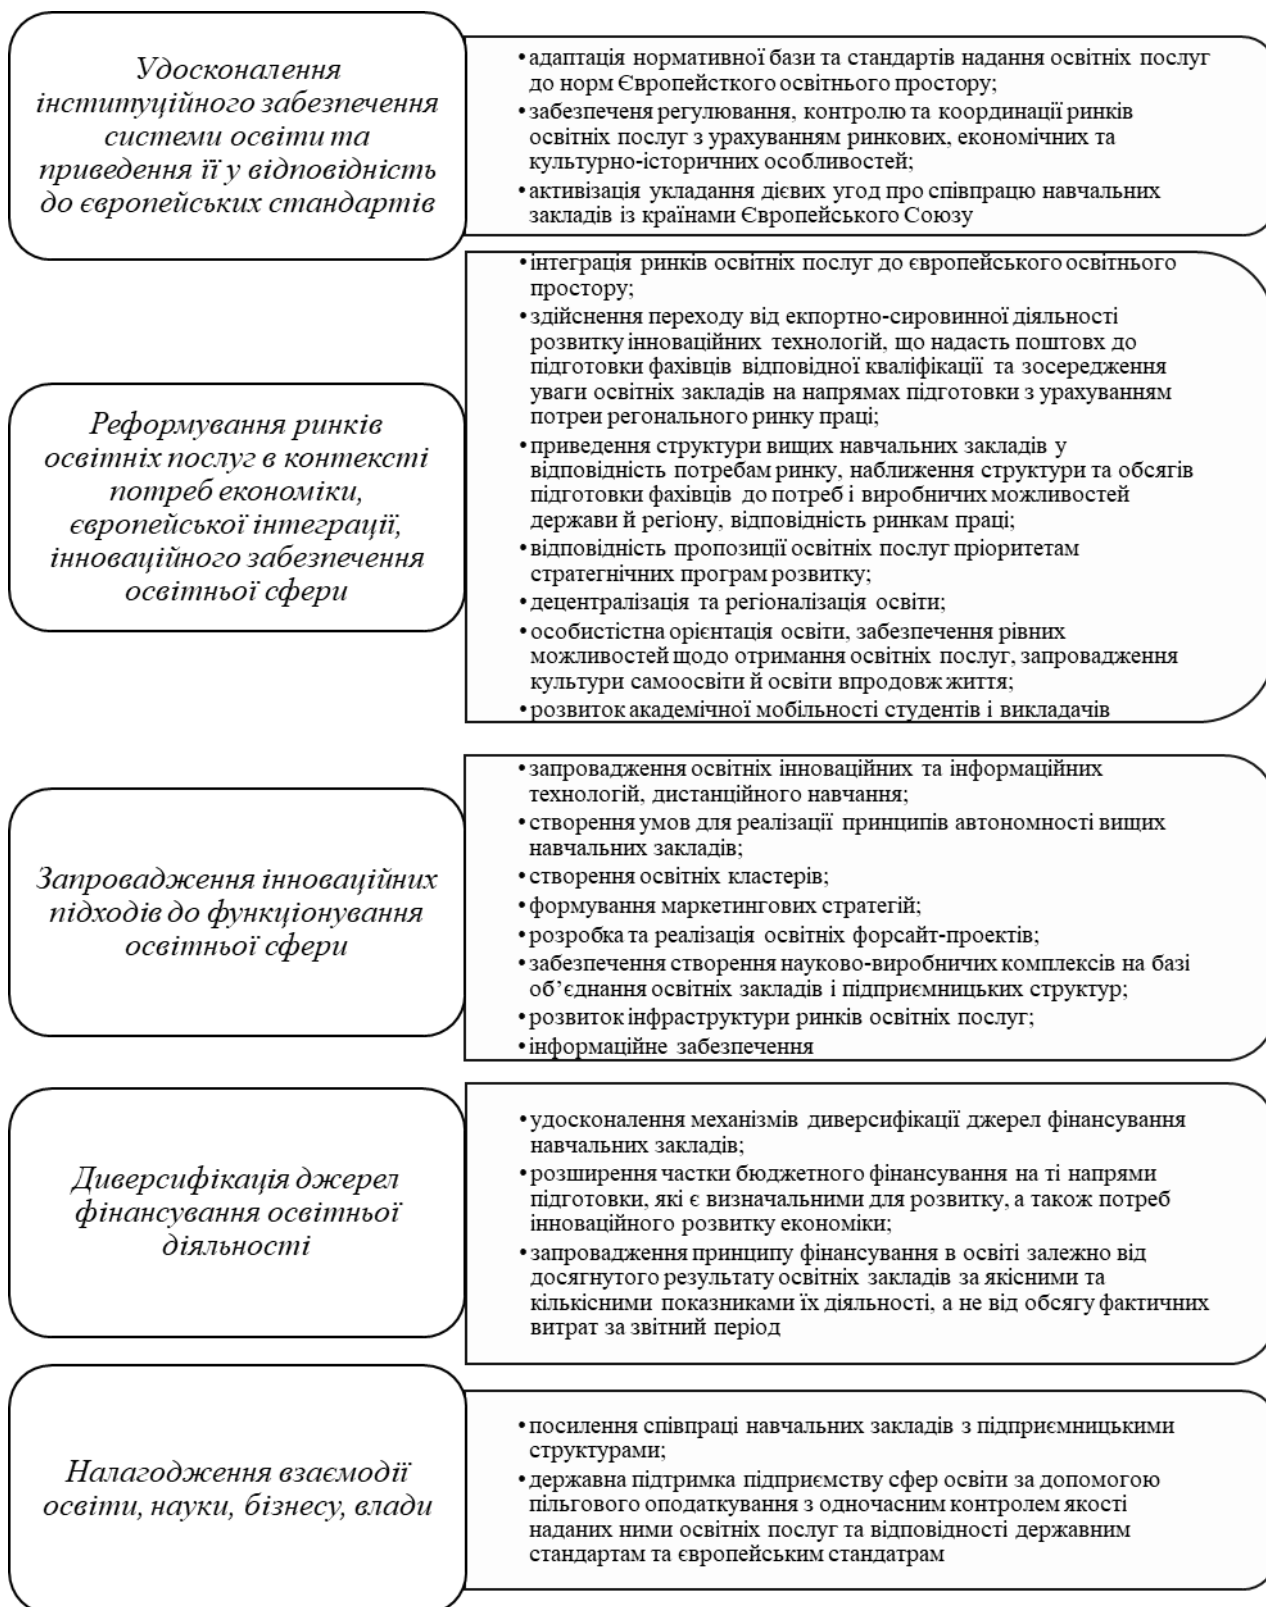 Удосконалення
інституційного забезпечення
системи освіти та
приведення її у відповідність
до європейських стандартів
• адаптація нормативної бази та стандартів надання освітніх послуг
до норм Європейсткого освітнього простору;
• забезпеченя регулювання, контролю та координації ринків
освітніх послуг з урахуванням ринкових, економічних та
культурно-історичних особливостей;
• активізація укладання дієвих угод про співпрацю навчальних
закладів із країнами Європейського Союзу
Реформування ринків
освітніх послуг в контексті
потреб економіки,
європейської інтеграції,
інноваційного забезпечення
освітньої сфери
• інтеграція ринків освітніх послуг до європейського освітнього
простору;
• здійснення переходу від екпортно-сировинної діяльності
розвитку інноваційних технологій, що надасть поштовх до
підготовки фахівців відповідної кваліфікації та зосередження
уваги освітніх закладів на напрямах підготовки з урахуванням
потреи регонального ринку праці;
• приведення структури вищих навчальних закладів у
відповідність потребам ринку, наближення структури та обсягів
підготовки фахівців до потреб і виробничих можливостей
держави й регіону, відповідність ринкам праці;
• відповідність пропозиції освітніх послуг пріоритетам
стратегнічних програм розвитку;
• децентралізація та регіоналізація освіти;
• особистістна орієнтація освіти, забезпечення рівних
можливостей щодо отримання освітніх послуг, запровадження
культури самоосвіти й освіти впродовж життя;
• розвиток академічної мобільності студентів і викладачів
Запровадження інноваційних
підходів до функціонування
освітньої сфери
• запровадження освітніх інноваційних та інформаційних
технологій, дистанційного навчання;
• створення умов для реалізації принципів автономності вищих
навчальних закладів;
• створення освітніх кластерів;
• формування маркетингових стратегій;
• розробка та реалізація освітніх форсайт-проектів;
• забезпечення створення науково-виробничих комплексів на базі
об’єднання освітніх закладів і підприємницьких структур;
• розвиток інфраструктури ринків освітніх послуг;
• інформаційне забезпечення
Диверсифікація джерел
фінансування освітньої
діяльності
• удосконалення механізмів диверсифікації джерел фінансування
навчальних закладів;
• розширення частки бюджетного фінансування на ті напрями
підготовки, які є визначальними для розвитку, а також потреб
інноваційного розвитку економіки;
• запровадження принципу фінансування в освіті залежно від
досягнутого результату освітніх закладів за якісними та
кількісними показниками їх діяльності, а не від обсягу фактичних
витрат за звітний період
Налагодження взаємодії
освіти, науки, бізнесу, влади
• посилення співпраці навчальних закладів з підприємницькими
структурами;
• державна підтримка підприємству сфер освіти за допомогою
пільгового оподаткування з одночасним контролем якості
наданих ними освітніх послуг та відповідності державним
стандартам та європейським стандатрам